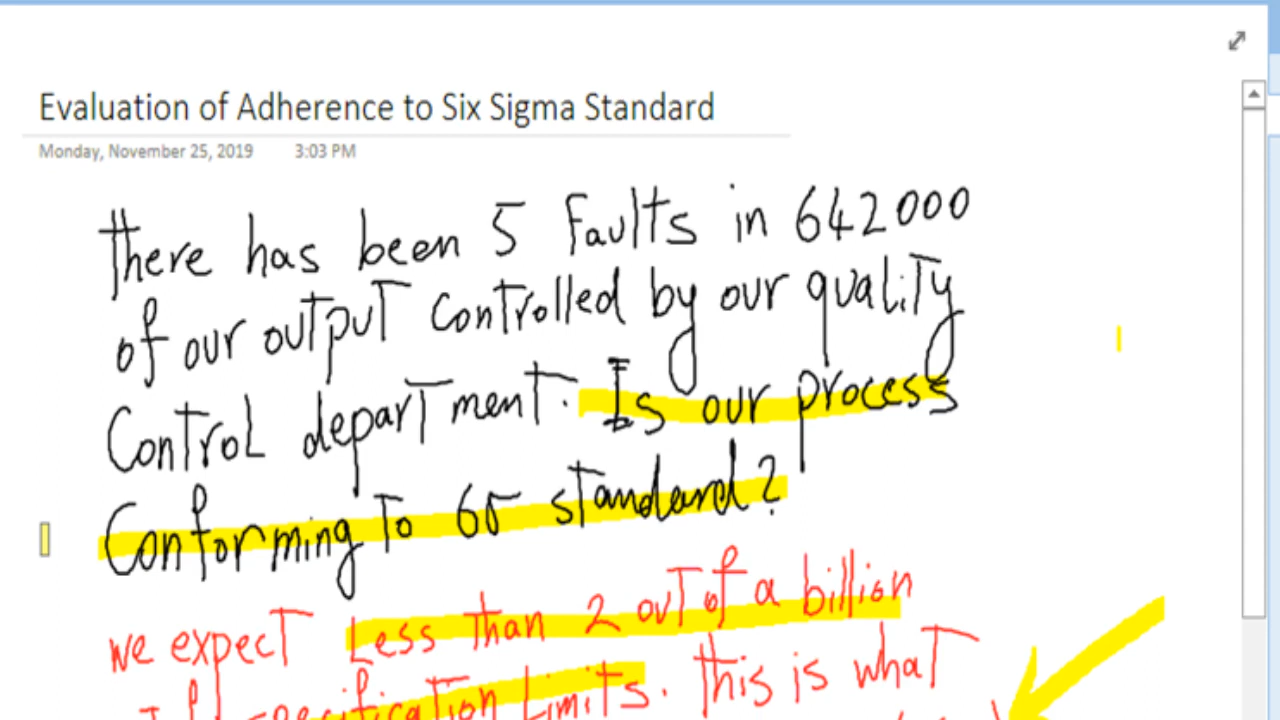 Evaluation of Adherence to Six Sigma Standard
Monday, November 25, 2019 3:03 PM
There has been 5 Faults in 642000
of our output controlled by our quality
Control department. Is our process
Conforming To 6σ standard?
we expect Less than 2 out of a billion
specification Limits. This is what